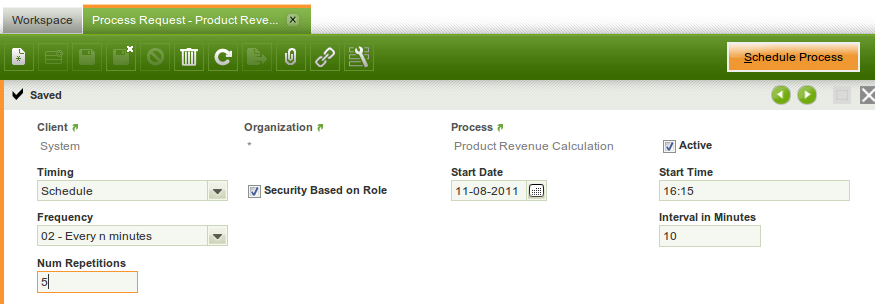 Workspace
Process Request - Product Reve...
Schedule Process
Saved
Client
Organization
Process
System
*
Product Revenue Calculation
Active
Timing
Start Date
Start Time
Schedule
Security Based on Role
11-08-2011
16:15
Frequency
Interval in Minutes
02 - Every n minutes
10
Num Repetitions
5